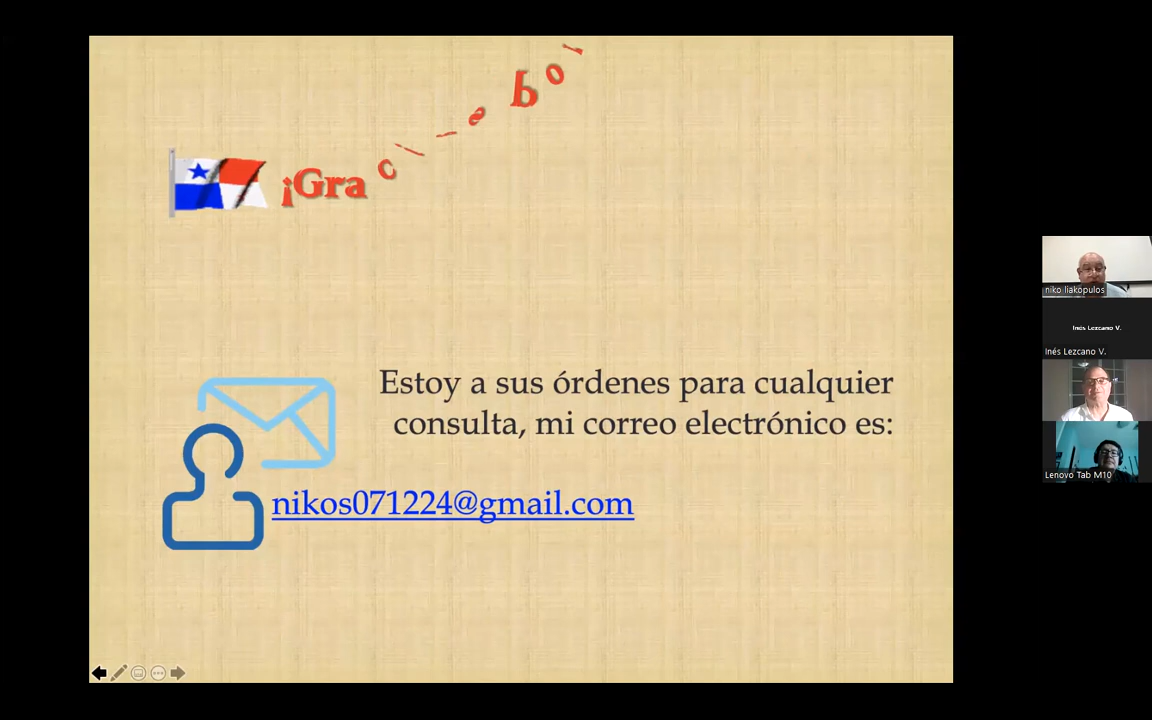 ¡Grac
Estoy a sus órdenes para cualquier
consulta, mi correo electrónico es:
nikos071224@gmail.com
niko liakopulos
Inés Lezcano V.
Inés Lezcano V.
Lenovo Tab M10